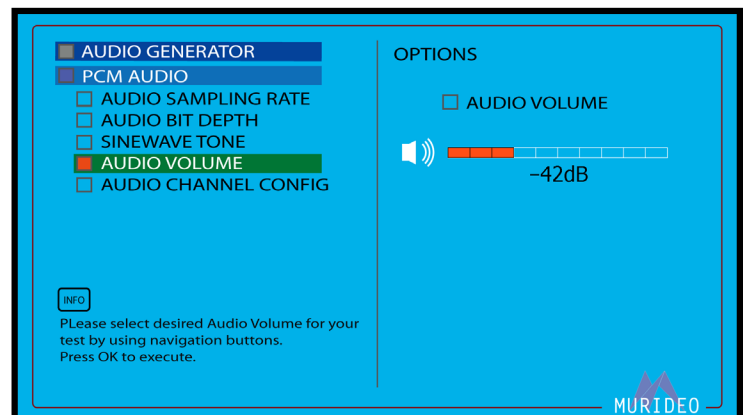 AUDIO GENERATOR
PCM AUDIO
AUDIO SAMPLING RATE
AUDIO BIT DEPTH
SINEWAVE TONE
AUDIO VOLUME
AUDIO CHANNEL CONFIG
INFO
PLease select desired Audio Volume for your
test by using navigation buttons.
Press OK to execute.
OPTIONS
AUDIO VOLUME
–42dB
MURIDEO